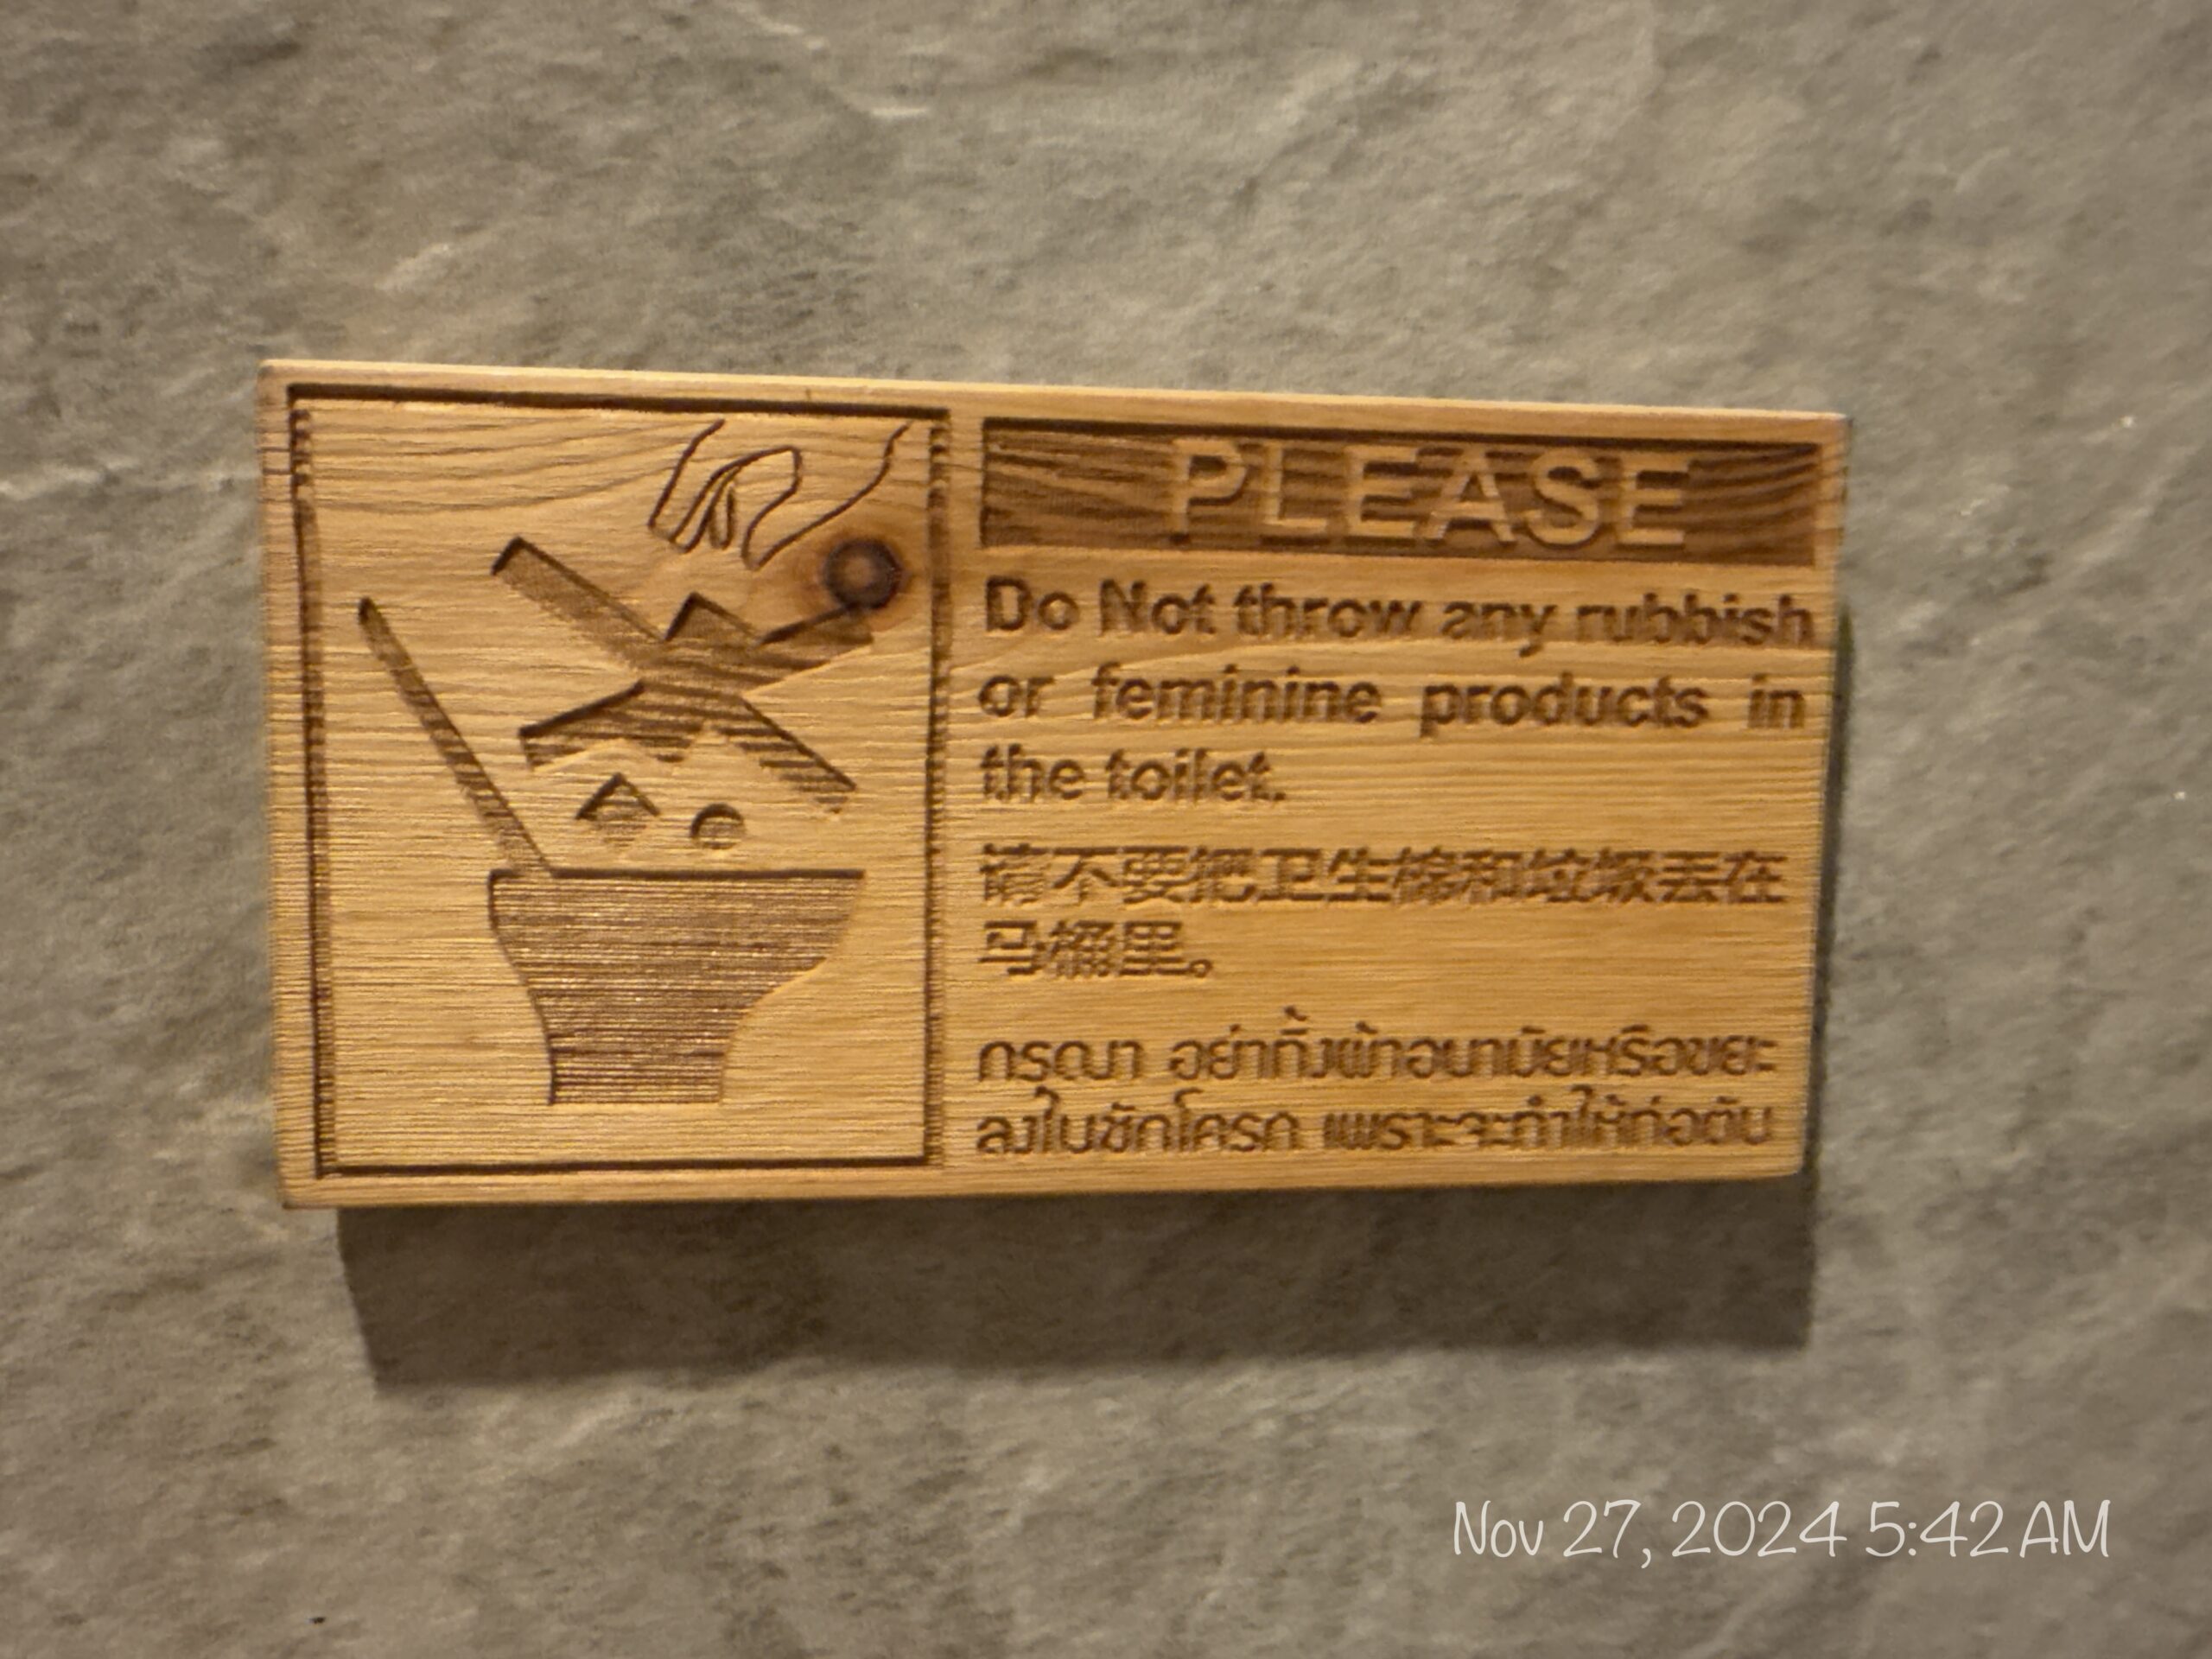 PLEASE
Do Not throw any rubbish
or feminine products in
the toilet.
请不要把卫生棉和垃圾丢在
马桶里。
กรุณา อย่าทิ้งผ้าอนามัยหรือขยะ
ลงในชักโครก เพราะจะทำให้ท่อตัน
Nov 27, 2024 5:42 AM